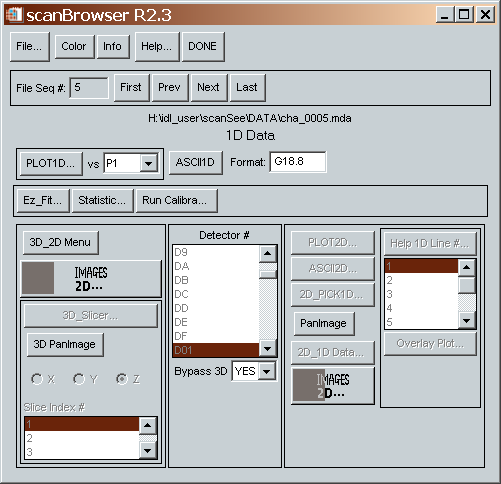 scanBrowser R2.3
File... Color Info Help... DONE
File Seq #: 5 First Prev Next Last
H:\idl_user\scanSee\DATA\cha_0005.mda
1D Data
PLOT1D... vs P1 ASCII1D Format: G18.8
Ez_Fit... Statistic... Run Calibra...
3D_2D Menu
IMAGES
2D...
3D_Slicer...
3D PanImage
X Y Z
Slice Index #
1
2
3
Detector #
D9
DA
DB
DC
DD
DE
DF
D01
Bypass 3D YES
PLOT2D...
ASCII2D...
2D_PICK1D...
PanImage
2D_1D Data...
IMAGES
2D...
Help 1D Line #...
1
2
3
4
5
Overlay Plot...